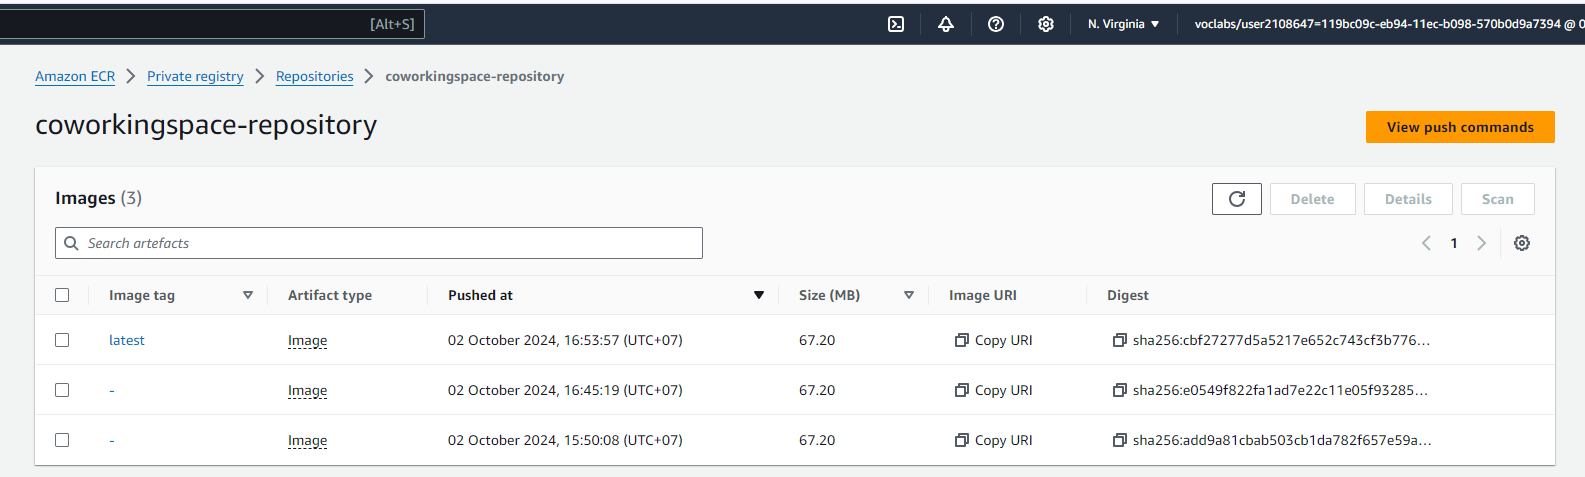 [Alt+S] N. Virginia voclabs/user2108647=119bc09c-eb94-11ec-b098-570b0d9a7394 @ 0
Amazon ECR Private registry Repositories coworkingspace-repository
coworkingspace-repository
View push commands
Images (3)
Delete Details Scan
Search artefacts
1
Image tag Artifact type Pushed at Size (MB) Image URI Digest
latest Image 02 October 2024, 16:53:57 (UTC+07) 67.20 Copy URI sha256:cbf27277d5a5217e652c743cf3b776...
- Image 02 October 2024, 16:45:19 (UTC+07) 67.20 Copy URI sha256:e0549f822fa1ad7e22c11e05f93285...
- Image 02 October 2024, 15:50:08 (UTC+07) 67.20 Copy URI sha256:add9a81cbab503cb1da782f657e59a...